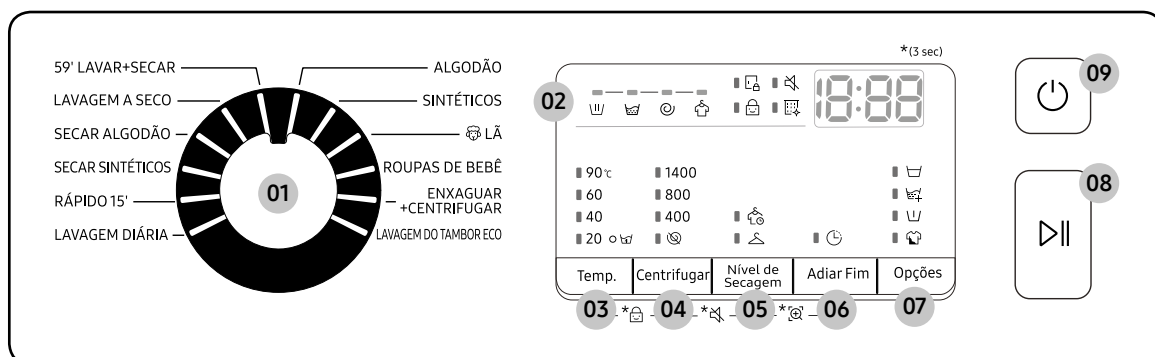 *(3 sec)
59' LAVAR+SECAR
ALGODÃO
09
02
18:88
LAVAGEM A SECO
SINTÉTICOS
SECAR ALGODÃO
LÃ
SECAR SINTÉTICOS
ROUPAS DE BEBÊ
90℃ 1400
01
08
RÁPIDO 15'
ENXAGUAR
+CENTRIFUGAR
60 800
40 400
LAVAGEM DIÁRIA
LAVAGEM DO TAMBOR ECO
20
Temp. Centrifugar Nível de Secagem Adiar Fim Opções
03 * 04 * 05 * 06 07